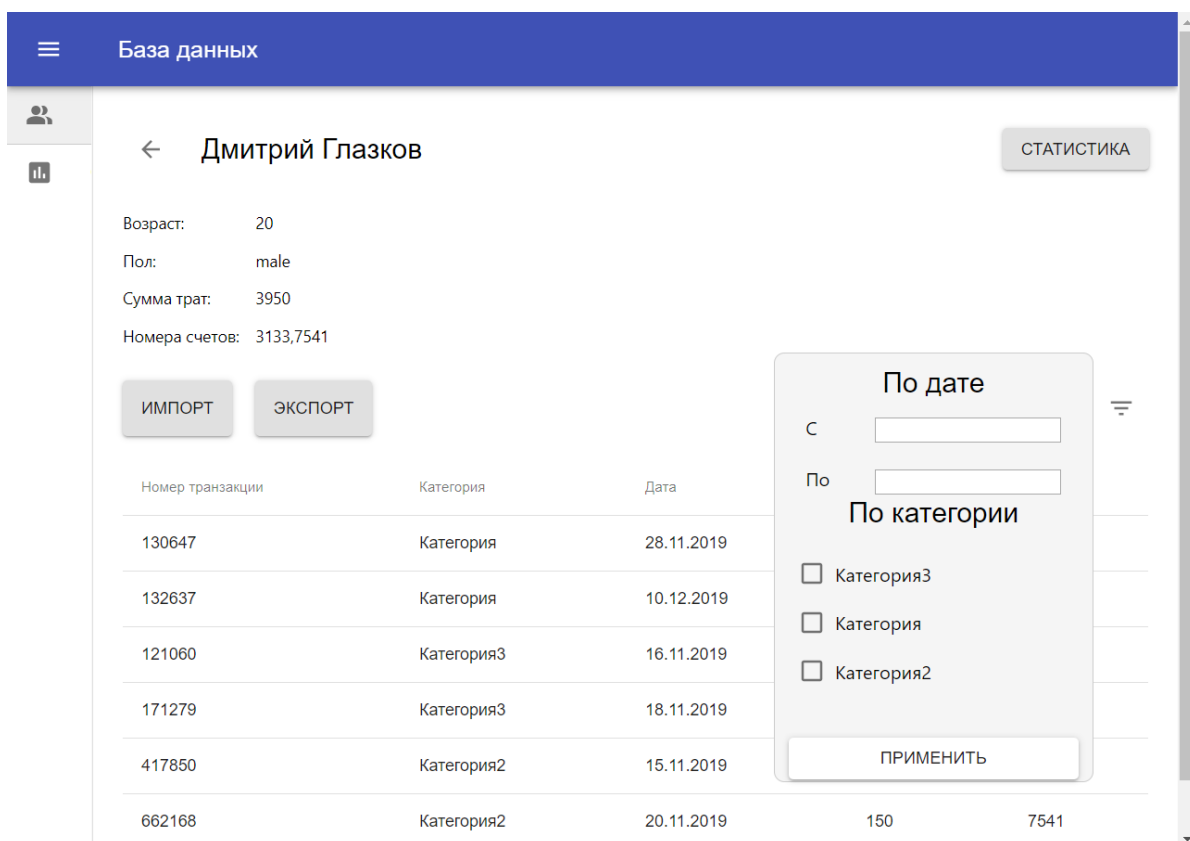 База данных
Дмитрий Глазков
СТАТИСТИКА
Возраст: 20
Пол: male
Сумма трат: 3950
Номера счетов: 3133,7541
ИМПОРТ ЭКСПОРТ
По дате
С
По
По категории
Категория3
Категория
Категория2
ПРИМЕНИТЬ
Номер транзакции Категория Дата
130647 Категория 28.11.2019
132637 Категория 10.12.2019
121060 Категория3 16.11.2019
171279 Категория3 18.11.2019
417850 Категория2 15.11.2019
662168 Категория2 20.11.2019 150 7541